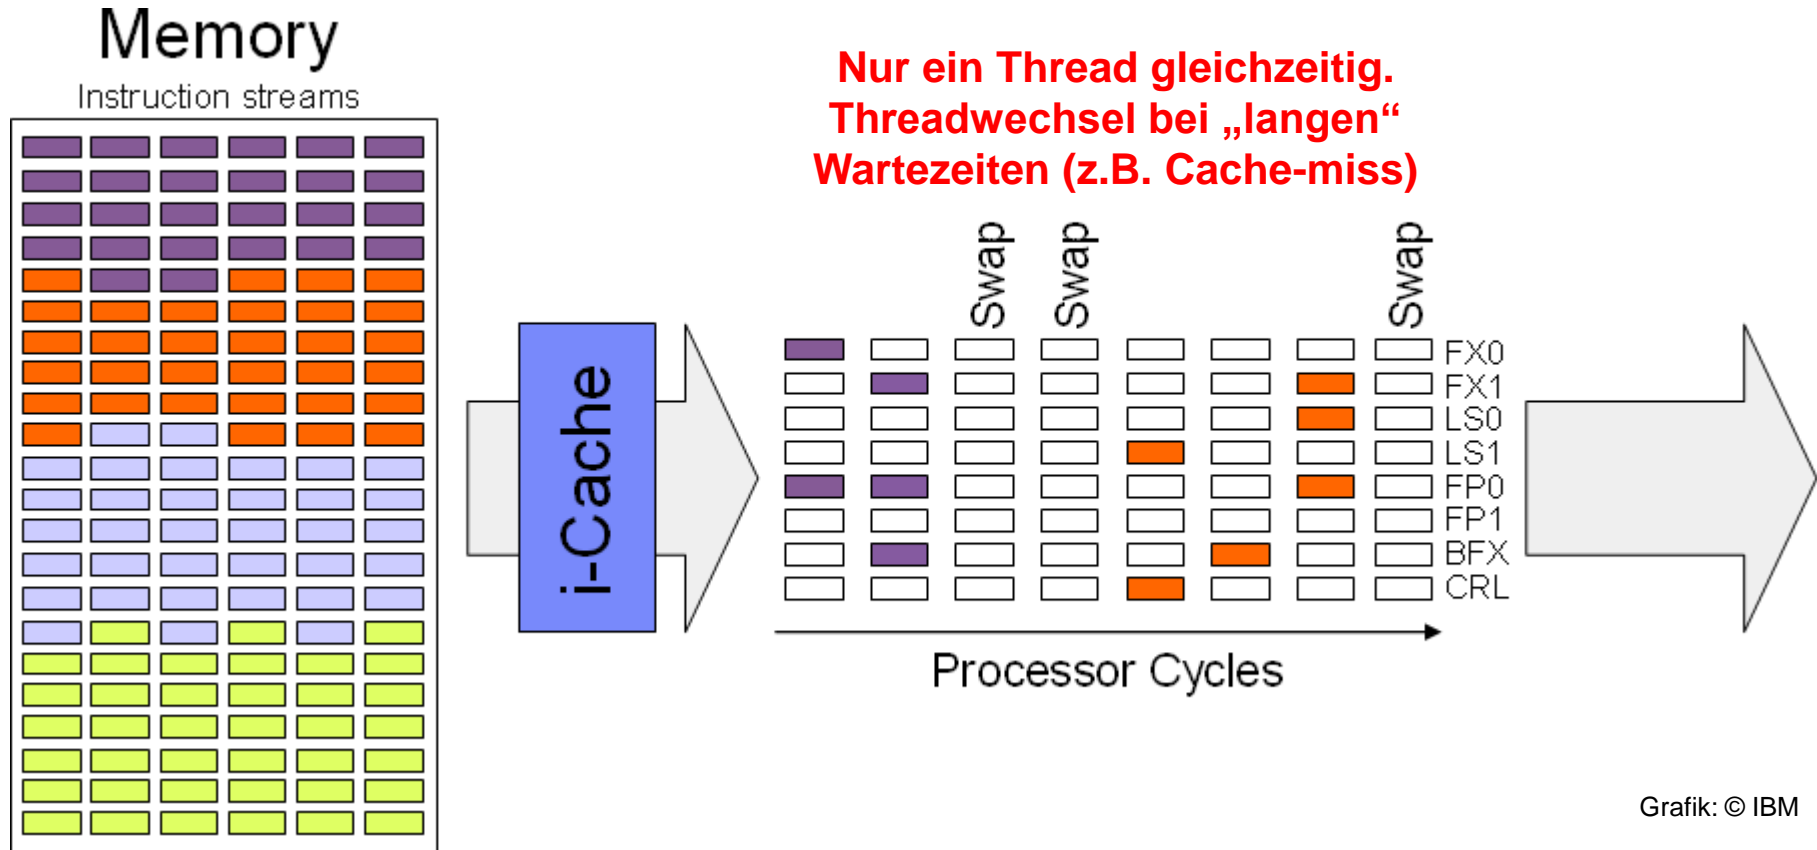 Memory
Instruction streams
Nur ein Thread gleichzeitig.
Threadwechsel bei „langen“
Wartezeiten (z.B. Cache-miss)
Swap
Swap
Swap
i-Cache
FX0
FX1
LS0
LS1
FP0
FP1
BFX
CRL
Processor Cycles
Grafik: © IBM